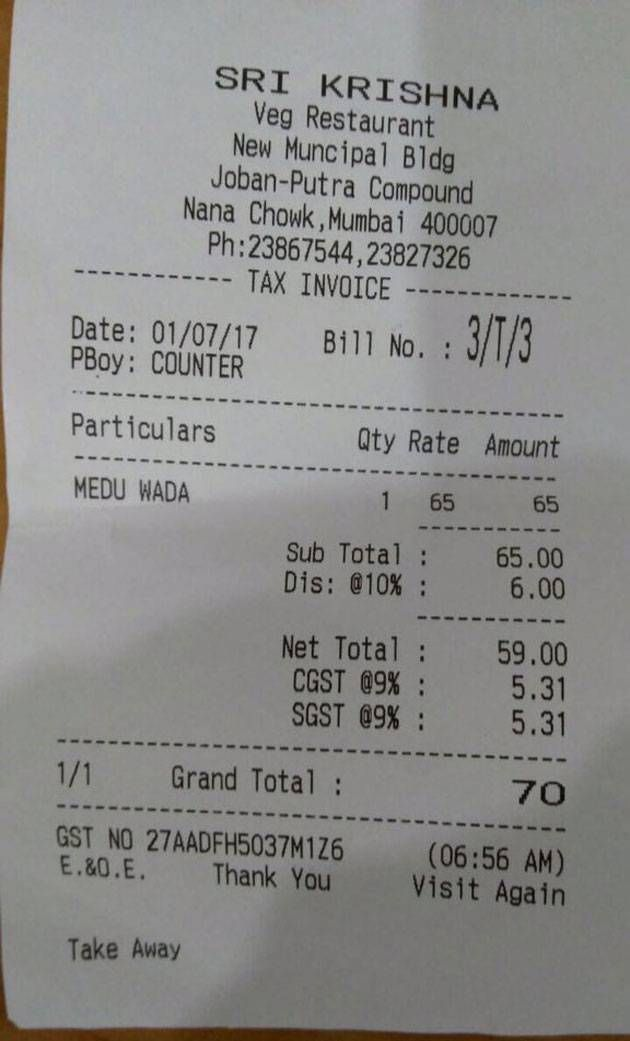 SRI KRISHNA
Veg Restaurant
New Muncipal Bldg
Joban-Putra Compound
Nana Chowk,Mumbai 400007
Ph:23867544,23827326
------------ TAX INVOICE -------------
Date: 01/07/17 Bill No. : 3/T/3
PBoy: COUNTER
Particulars Qty Rate Amount
MEDU WADA 1 65 65
Sub Total : 65.00
Dis: @10% : 6.00
Net Total : 59.00
CGST @9% : 5.31
SGST @9% : 5.31
1/1 Grand Total : 70
GST NO 27AADFH5037M1Z6 (06:56 AM)
E.&O.E. Thank You Visit Again
Take Away